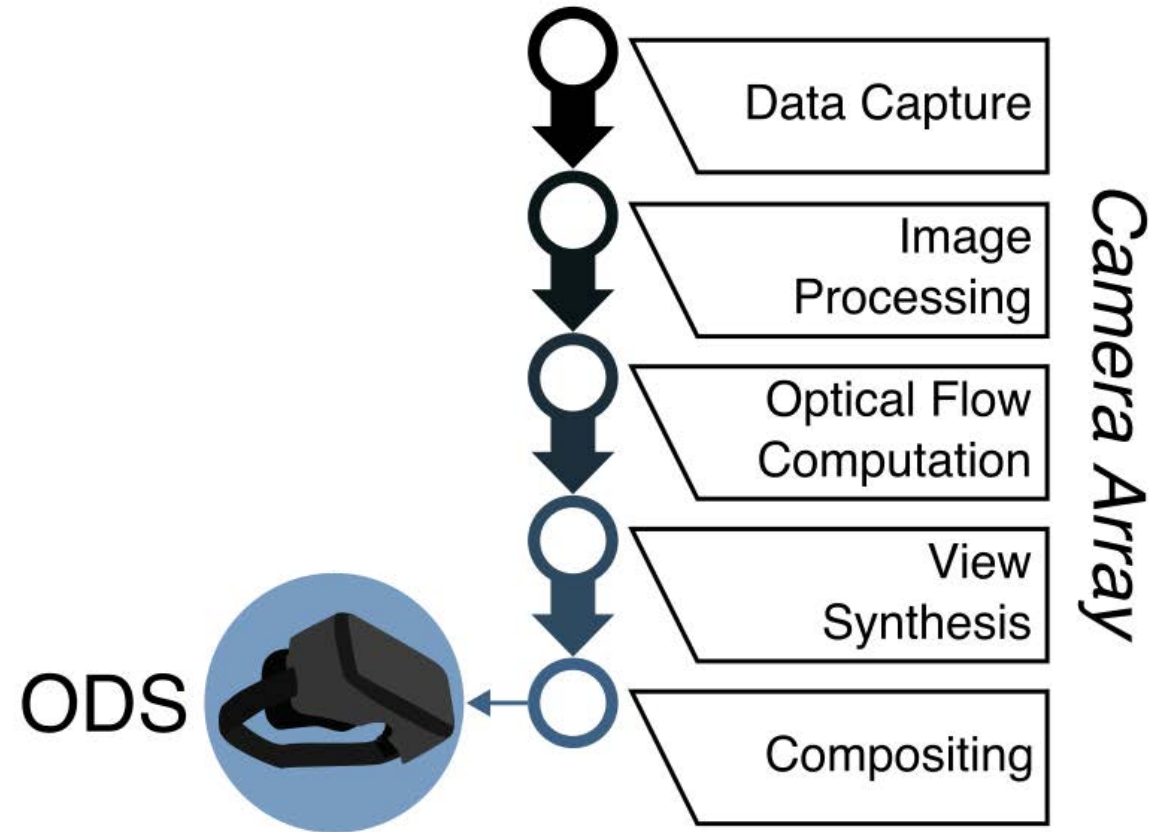 Data Capture
Image
Processing
Optical Flow
Computation
View
Synthesis
Compositing
Camera Array
ODS